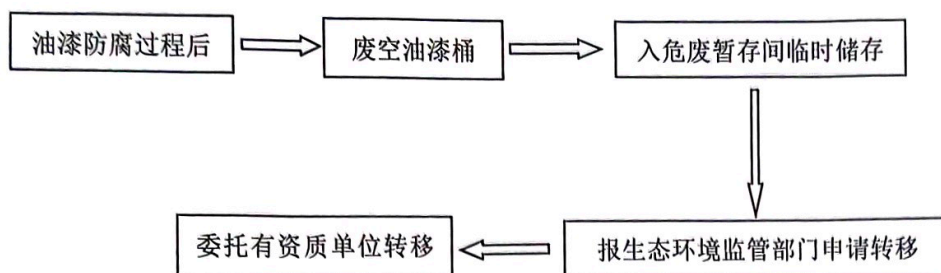 油漆防腐过程后
废空油漆桶
入危废暂存间临时储存
报生态环境监管部门申请转移
委托有资质单位转移